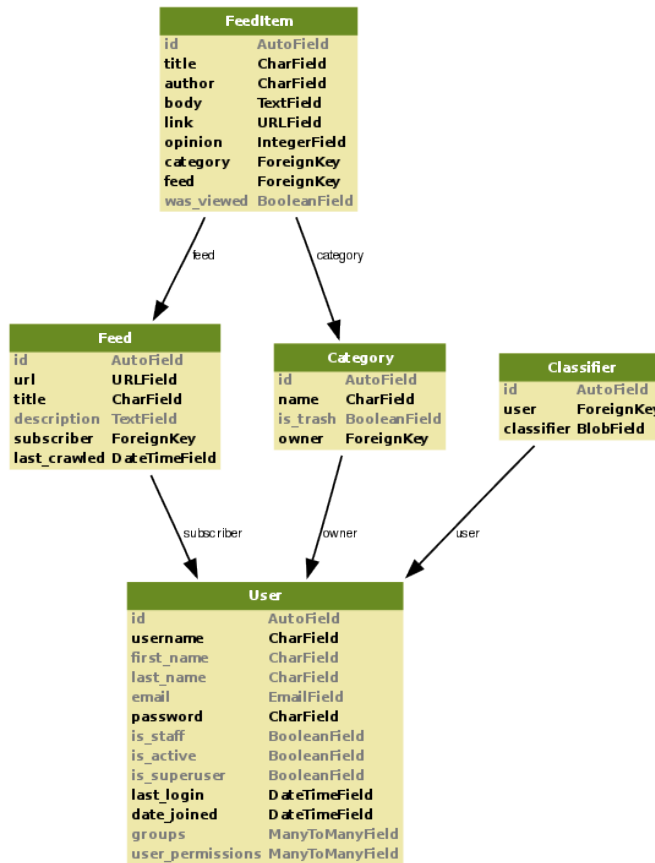 FeedItem
id AutoField
title CharField
author CharField
body TextField
link URLField
opinion IntegerField
category ForeignKey
feed ForeignKey
was_viewed BooleanField
feed
category
Feed
id AutoField
url URLField
title CharField
description TextField
subscriber ForeignKey
last_crawled DateTimeField
Category
id AutoField
name CharField
is_trash BooleanField
owner ForeignKey
Classifier
id AutoField
user ForeignKey
classifier BlobField
subscriber
owner
user
User
id AutoField
username CharField
first_name CharField
last_name CharField
email EmailField
password CharField
is_staff BooleanField
is_active BooleanField
is_superuser BooleanField
last_login DateTimeField
date_joined DateTimeField
groups ManyToManyField
user_permissions ManyToManyField